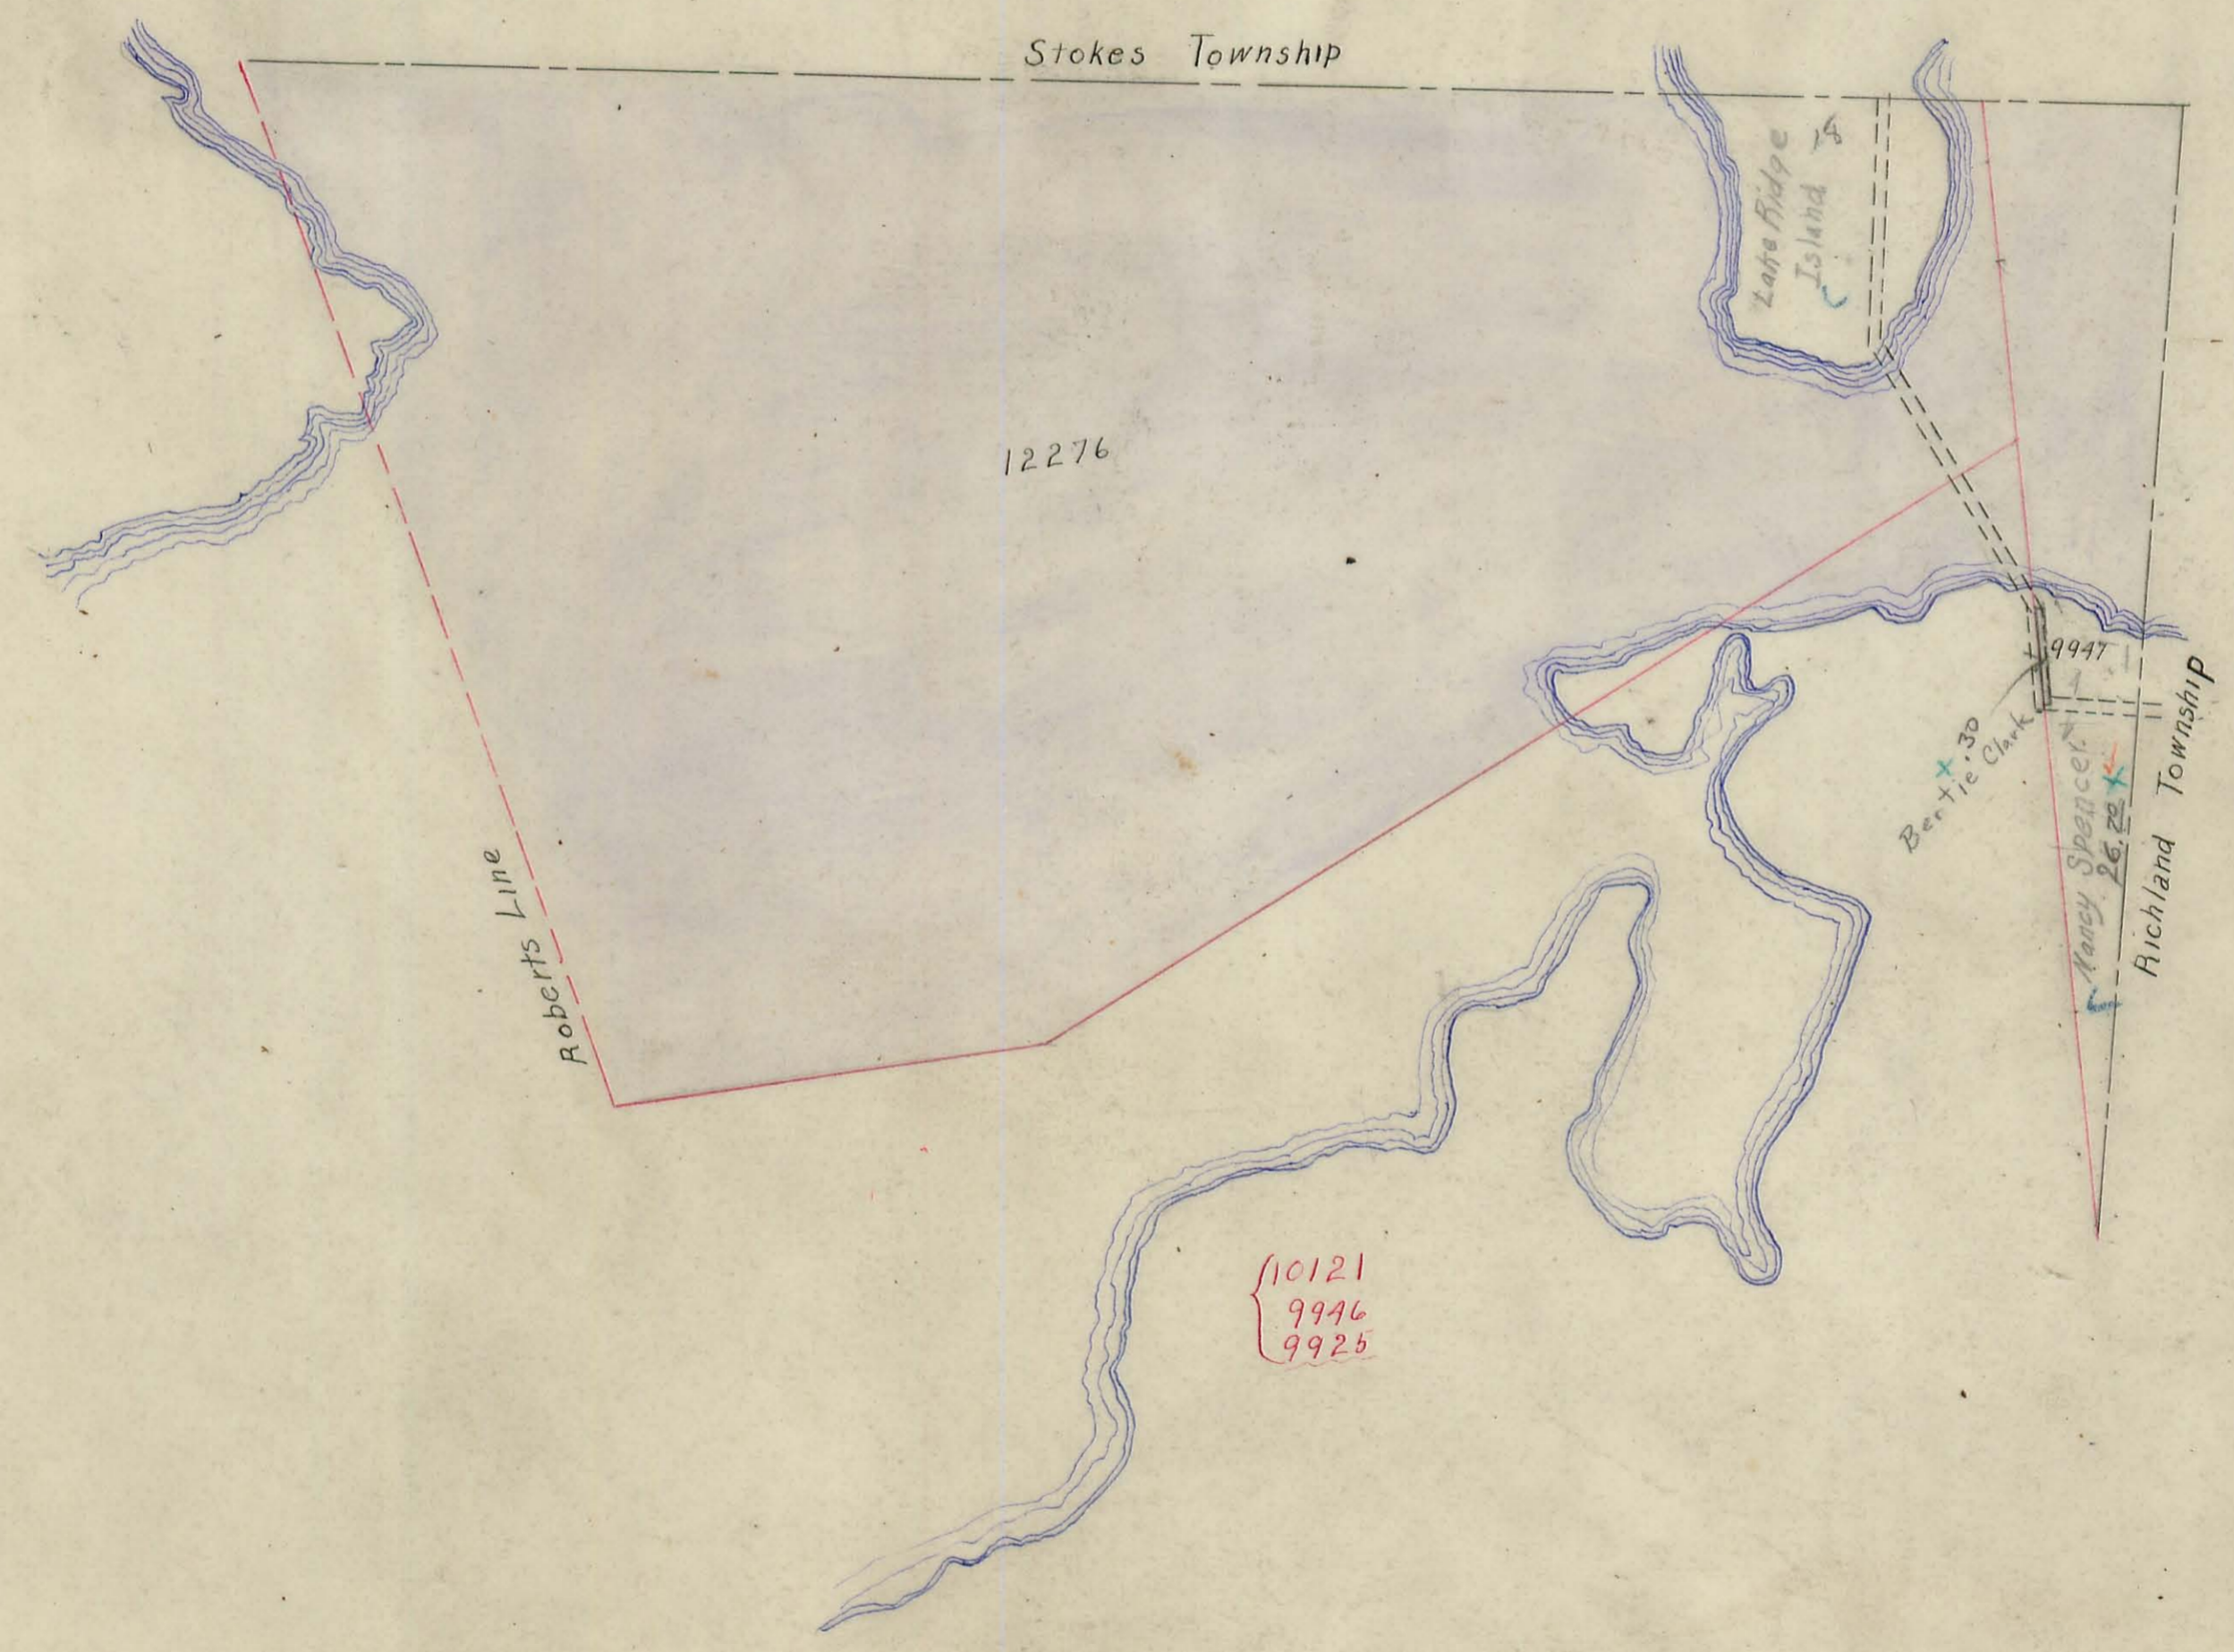 Stokes Township
Lake Ridge
Island
12276
9947
Bertie Clark
.30
Nancy Spencer
26.20
Richland Township
Roberts Line
10121
9946
9925